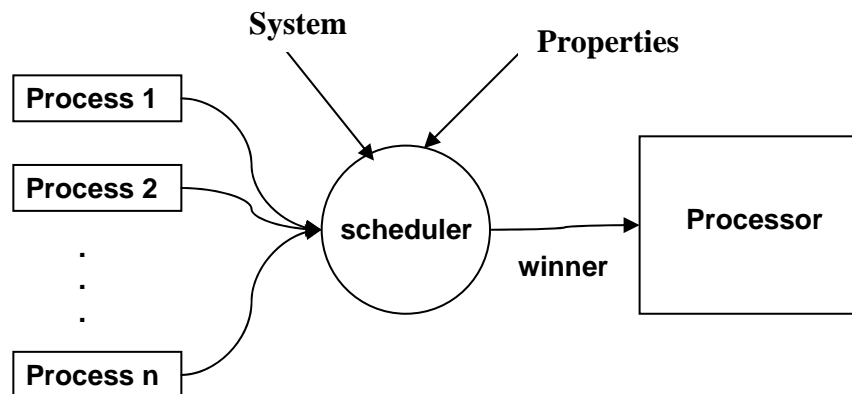 System
Properties
Process 1
Process 2
.
.
.
Process n
scheduler
winner
Processor